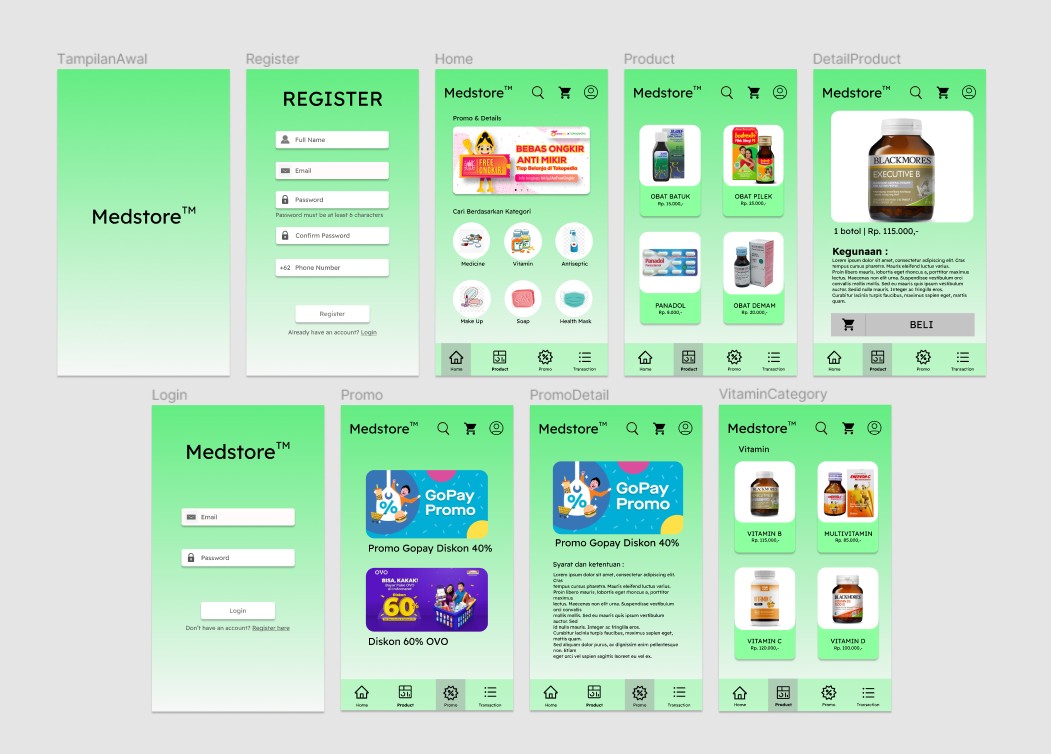 TampilanAwal
Medstore™
Register
REGISTER
Full Name
Email
Password
Password must be at least 6 characters
Confirm Password
+62 Phone Number
Register
Already have an account? Login
Home
Medstore™
Promo & Details
BEBAS ONGKIR
ANTI MIKIR
Tiap Belanja di Tokopedia
FREE
ONGKIR
Cari Berdasarkan Kategori
Medicine
Vitamin
Antiseptic
Make Up
Soap
Health Mask
Home
Product
Promo
Transaction
Product
Medstore™
OBAT BATUK
Rp. 15.000,-
OBAT PILEK
Rp. 25.000,-
Panadol
PANADOL
Rp. 9.000,-
OBAT DEMAM
Rp. 20.000,-
Home
Product
Promo
Transaction
DetailProduct
Medstore™
BLACKMORES
EXECUTIVE B
1 botol | Rp. 115.000,-
Kegunaan :
Lorem ipsum dolor sit amet, consectetur adipiscing elit. Cras
tempus cursus pharetra. Mauris eleifend luctus varius.
Proin libero mauris, lobortis eget rhoncus a, porttitor maximus
lectus. Maecenas non elit urna. Suspendisse vestibulum orci
convallis mollis. Sed eu mauris quis ipsum vestibulum
auctor. Sedid nulla mauris. Integer ac fringilla eros.
Curabitur lacinia turpis faucibus, maximus sapien eget, mattis
quam.
BELI
Home
Product
Promo
Transaction
Login
Medstore™
Email
Password
Login
Don't have an account? Register here
Promo
Medstore™
GoPay
Promo
Promo Gopay Diskon 40%
OVO
BISA, KAKAK!
Diskon
60
Diskon 60% OVO
Home
Product
Promo
Transaction
PromoDetail
Medstore™
GoPay
Promo
Promo Gopay Diskon 40%
Syarat dan ketentuan :
Lorem ipsum dolor sit amet, consectetur adipiscing elit.
Cras
tempus cursus pharetra. Mauris eleifend luctus varius.
Proin libero mauris, lobortis eget rhoncus a, porttitor
maximus
lectus. Maecenas non elit urna. Suspendisse vestibulum
orci convallis
mollis mollis. Sed eu mauris quis ipsum vestibulum
auctor. Sed
id nulla mauris. Integer ac fringilla eros.
Curabitur lacinia turpis faucibus, maximus sapien eget,
mattis quam.
Sed aliquam dolor purus, ac dignissim enim pellentesque
non. Etiam
eget orci vel sapien sagittis laoreet eu vel ex.
Home
Product
Promo
Transaction
VitaminCategory
Medstore™
Vitamin
BLACKMORES
VITAMIN B
Rp. 115.000,-
MULTIVITAMIN
Rp. 85.000,-
VITAMIN C
Rp. 120.000,-
BLACKMORES
VITAMIN D
Rp. 100.000,-
Home
Product
Promo
Transaction